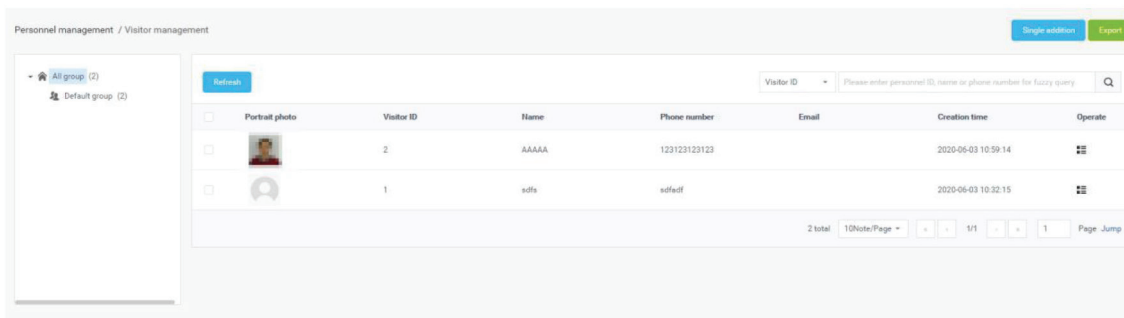 Personnel management / Visitor management
Single addition
Export
All group (2)
Default group (2)
Refresh
Visitor ID
Please enter personnel ID, name or phone number for fuzzy query
Portrait photo Visitor ID Name Phone number Email Creation time Operate
2 AAAAA 123123123123 2020-06-03 10:59:14
1 sdfs sdfsdf 2020-06-03 10:32:15
2 total 10Note/Page « ‹ 1/1 › » 1 Page Jump